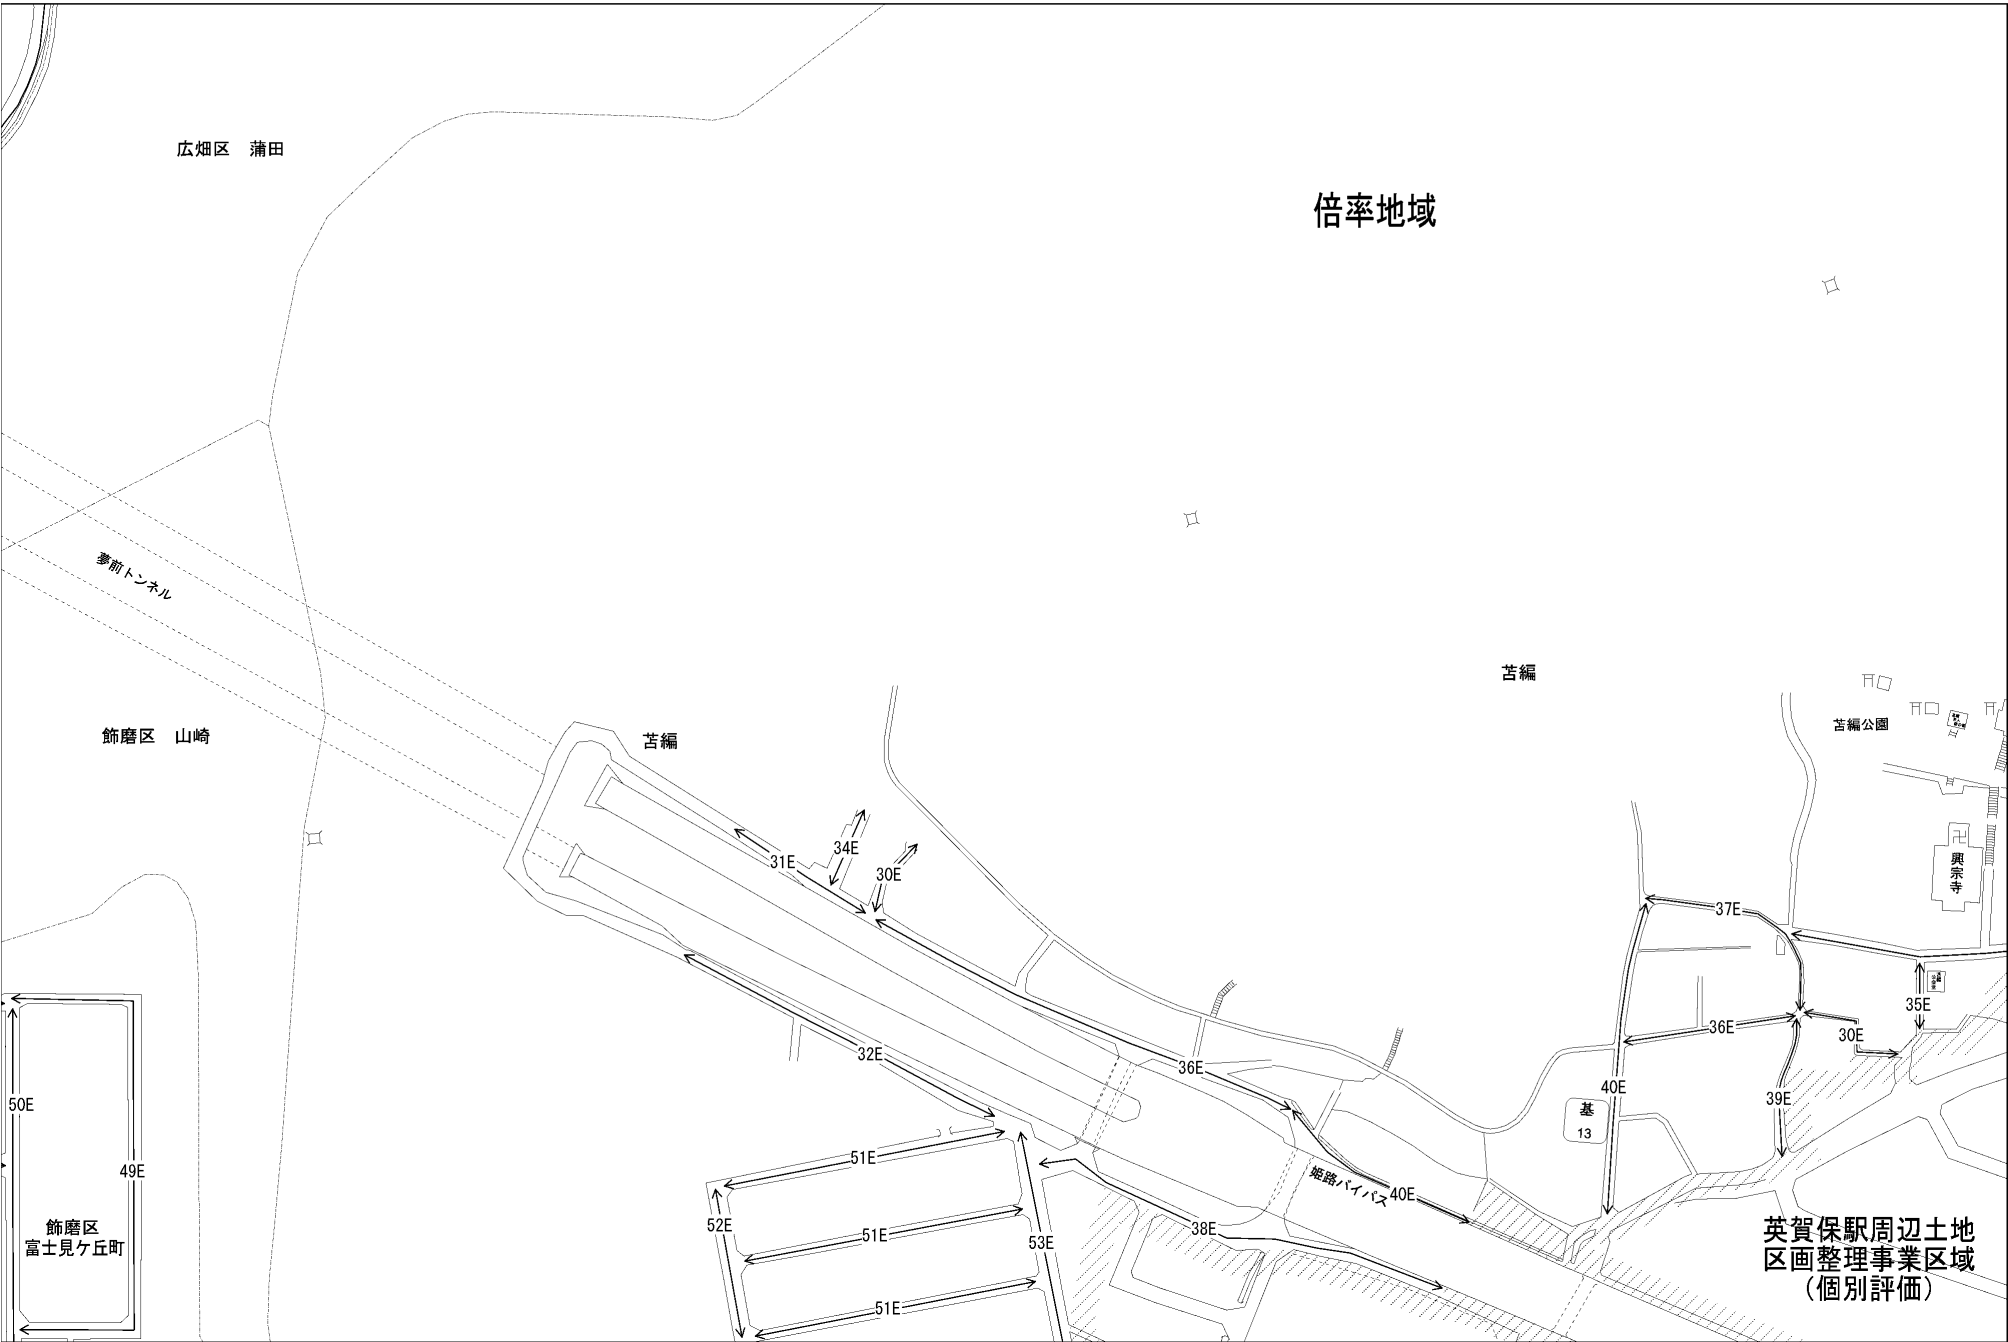 広畑区 蒲田
倍率地域
夢前トンネル
苫編
苫編公園
飾磨区 山崎
苫編
31E
34E
30E
興宗寺
37E
35E
36E
30E
32E
36E
40E
39E
50E
基
13
49E
51E
姫路バイパス
40E
52E
51E
38E
53E
飾磨区
富士見ケ丘町
英賀保駅周辺土地
区画整理事業区域
(個別評価)
51E